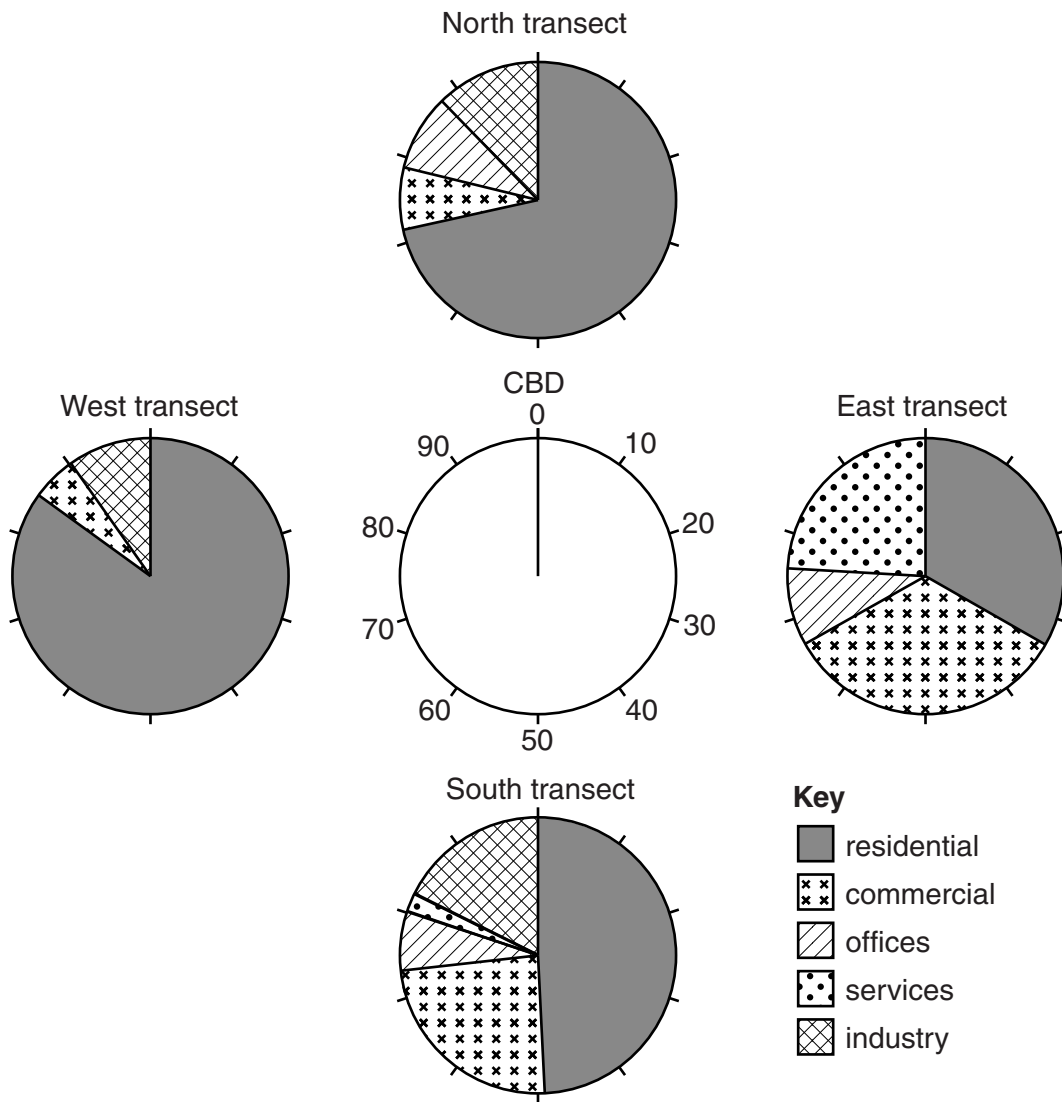 North transect
CBD
West transect
East transect
0
90
10
80
20
70
30
60
40
50
South transect
Key
residential
commercial
offices
services
industry